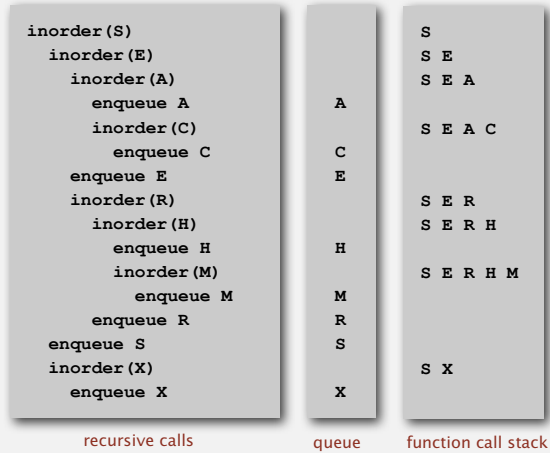 inorder(S) S
inorder(E) S E
inorder(A) S E A
enqueue A A
inorder(C) S E A C
enqueue C C
enqueue E E
inorder(R) S E R
inorder(H) S E R H
enqueue H H
inorder(M) S E R H M
enqueue M M
enqueue R R
enqueue S S
inorder(X) S X
enqueue X X
recursive calls queue function call stack